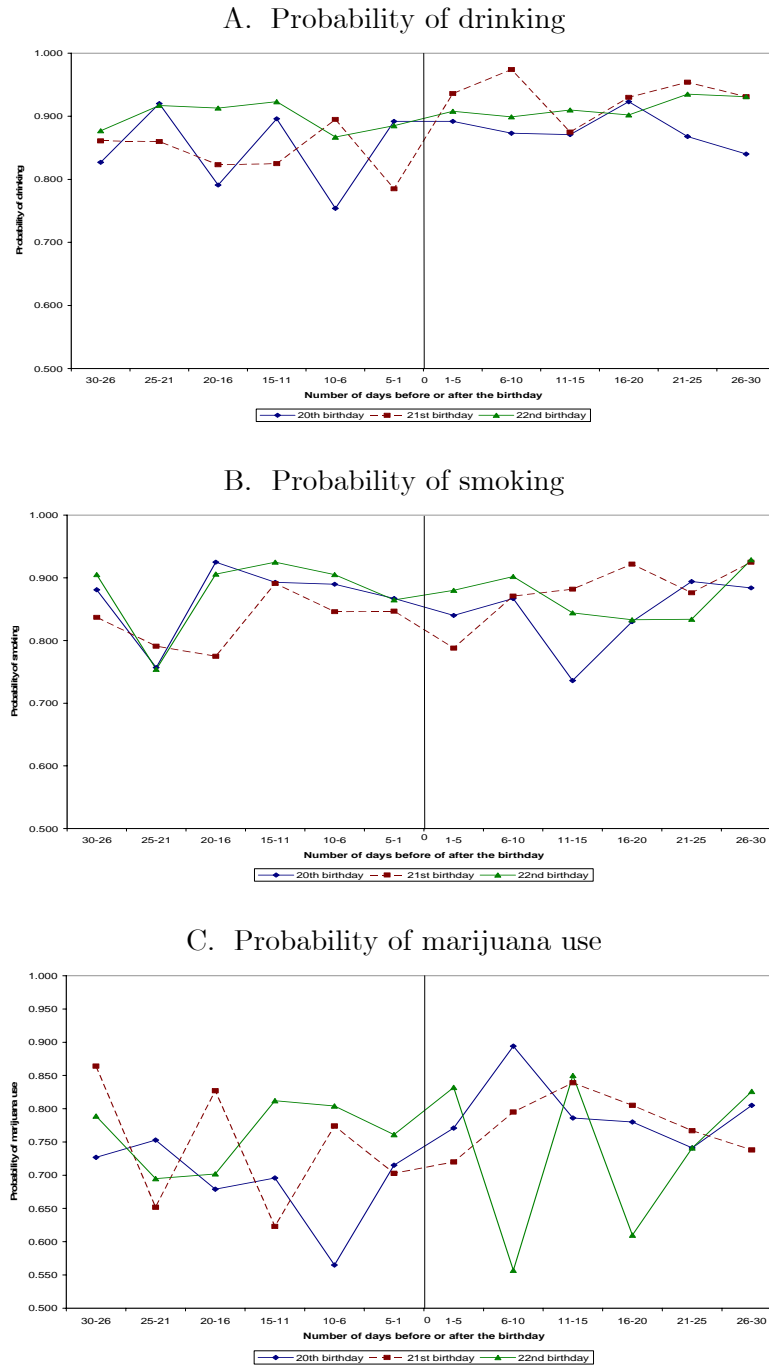 A. Probability of drinking
1.000
0.900
0.800
0.700
0.600
0.500
Probability of drinking
30-26 25-21 20-16 15-11 10-6 5-1 0 1-5 6-10 11-15 16-20 21-25 26-30
Number of days before or after the birthday
20th birthday 21st birthday 22nd birthday
B. Probability of smoking
1.000
0.900
0.800
0.700
0.600
0.500
Probability of smoking
30-26 25-21 20-16 15-11 10-6 5-1 0 1-5 6-10 11-15 16-20 21-25 26-30
Number of days before of after the birthday
20th birthday 21st birthday 22nd birthday
C. Probability of marijuana use
1.000
0.950
0.900
0.850
0.800
0.750
0.700
0.650
0.600
0.550
0.500
Probability of marijuana use
30-26 25-21 20-16 15-11 10-6 5-1 0 1-5 6-10 11-15 16-20 21-25 26-30
Number of days before or after the birthday
20th birthday 21st birthday 22nd birthday